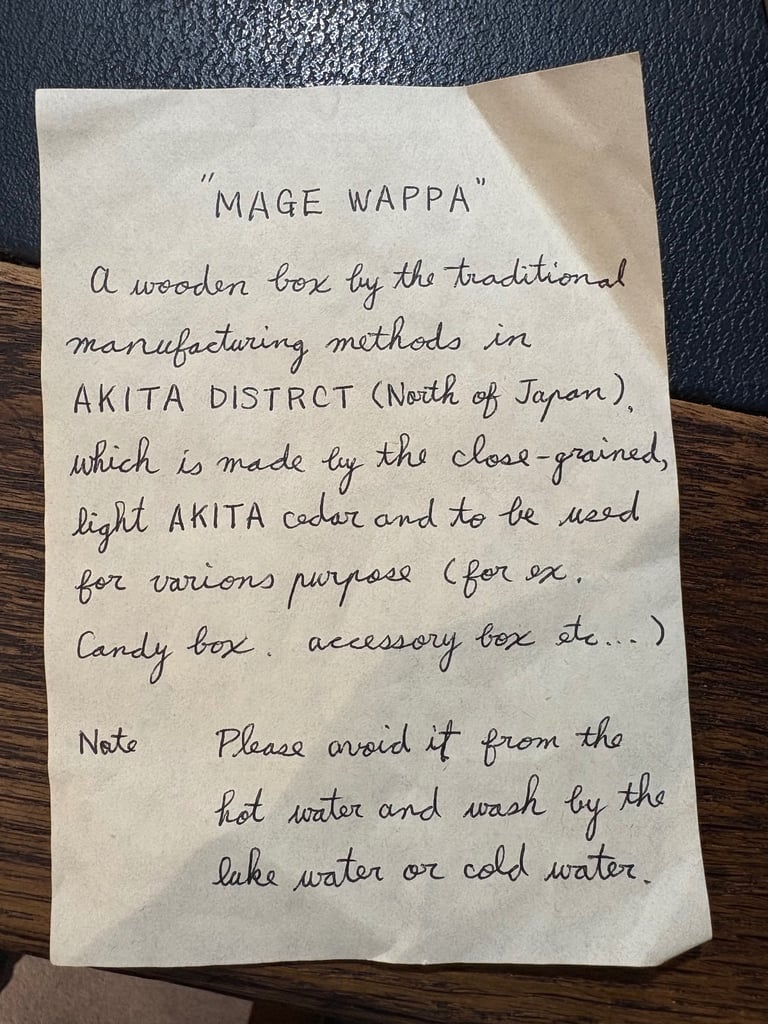 "MAGE WAPPA"
A wooden box by the traditional
manufacturing methods in
AKITA DISTRCT (North of Japan),
which is made by the close-grained,
light AKITA cedar and to be used
for varions purpose (for ex.
Candy box. accessory box etc...)
Note Please avoid it from the
hot water and wash by the
luke water or cold water.